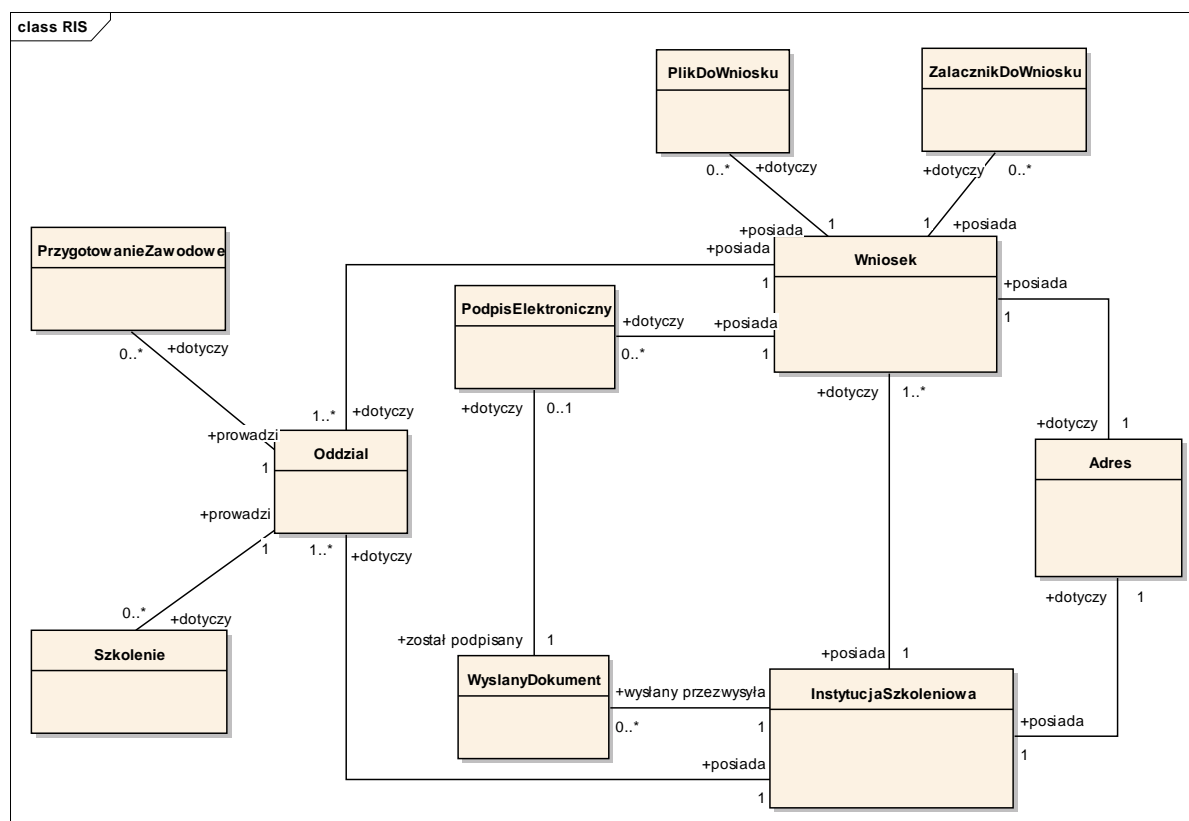 class RIS
PlikDoWniosku
ZalacznikDoWniosku
0..*
+dotyczy
+dotyczy
0..*
+posiada
1
1
+posiada
PrzygotowanieZawodowe
+posiada
1
Wniosek
+posiada
1
PodpisElektroniczny
+dotyczy
0..*
+posiada
1
0..*
+dotyczy
+dotyczy
0..1
+dotyczy
1..*
1..*
+dotyczy
+dotyczy
1
+prowadzi
1
Oddzial
Adres
+prowadzi
1
1..*
+dotyczy
+dotyczy
1
0..*
+dotyczy
Szkolenie
+został podpisany
1
+posiada
1
WyslanyDokument
+wysłany przez
0..*
+wysyła
1
InstytucjaSzkoleniowa
+posiada
1
+posiada
1